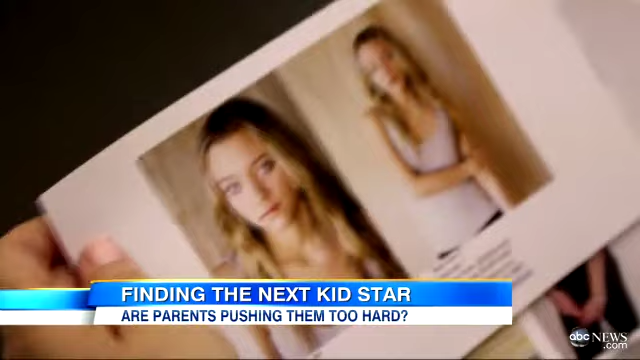 FINDING THE NEXT KID STAR
ARE PARENTS PUSHING THEM TOO HARD?
abc NEWS
.com